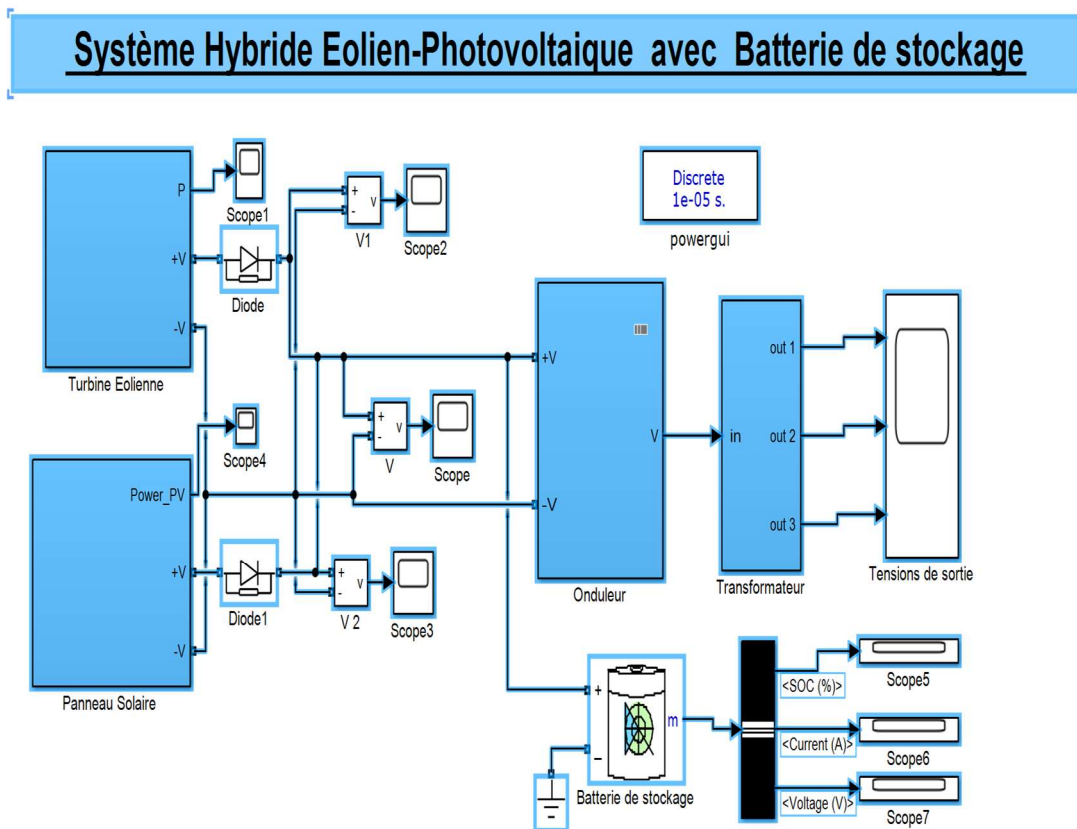 Système Hybride Eolien-Photovoltaique avec Batterie de stockage
P
+V
-V
Turbine Eolienne
Scope1
Diode
+
-
v
V1
Scope2
Discrete
1e-05 s.
powergui
Scope4
+
-
v
V
Scope
+V
-V
V
Onduleur
in
out 1
out 2
out 3
Transformateur
Tensions de sortie
Power_PV
+V
-V
Panneau Solaire
Diode1
+
-
v
V 2
Scope3
+
m
−
Batterie de stockage
<SOC (%)>
Scope5
<Current (A)>
Scope6
<Voltage (V)>
Scope7